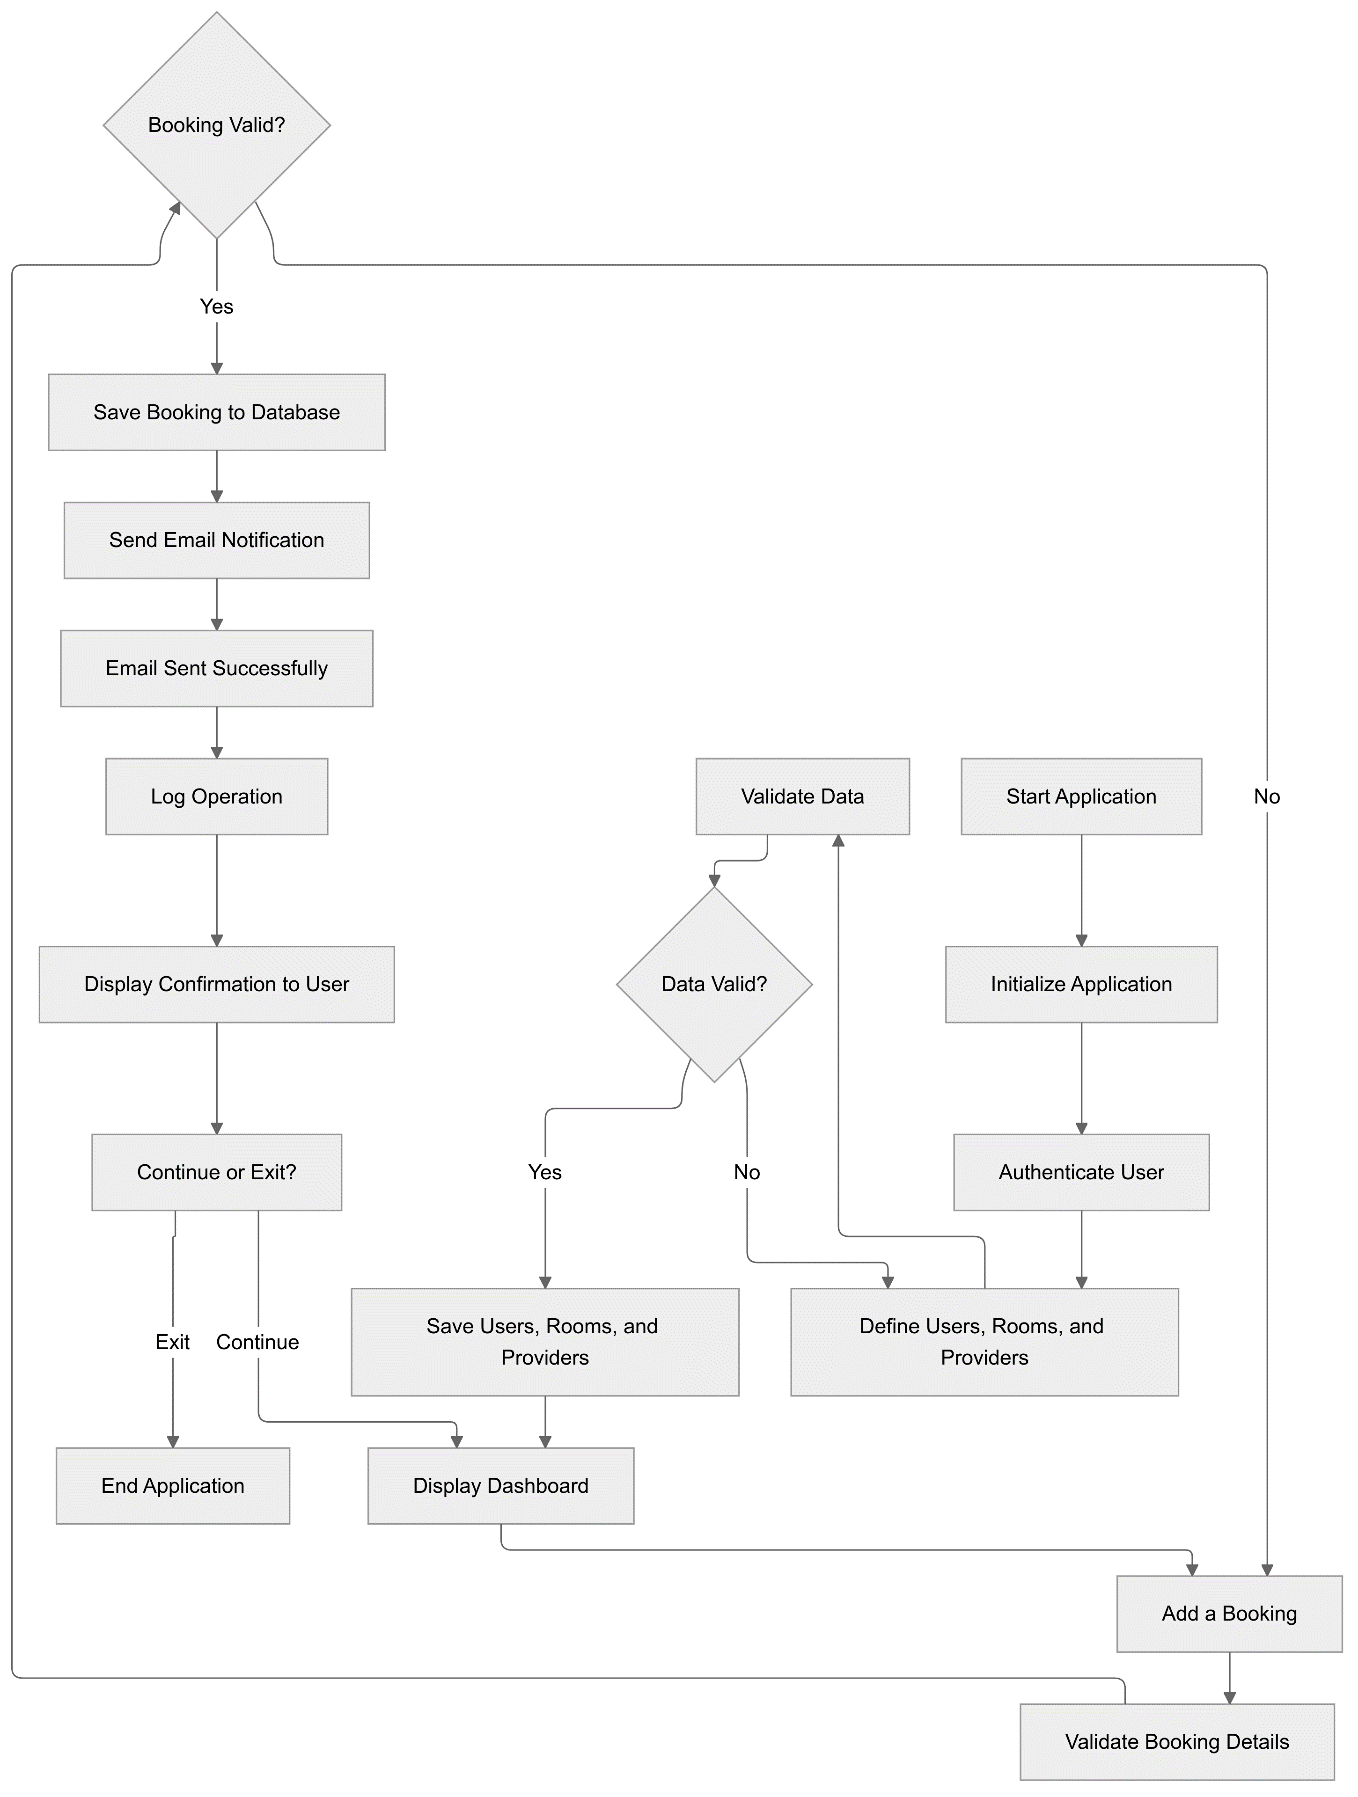 Booking Valid?
Yes
Save Booking to Database
Send Email Notification
Email Sent Successfully
Log Operation
Validate Data
Start Application
No
Display Confirmation to User
Data Valid?
Initialize Application
Continue or Exit?
Yes
No
Authenticate User
Exit
Continue
Save Users, Rooms, and
Providers
Define Users, Rooms, and
Providers
End Application
Display Dashboard
Add a Booking
Validate Booking Details